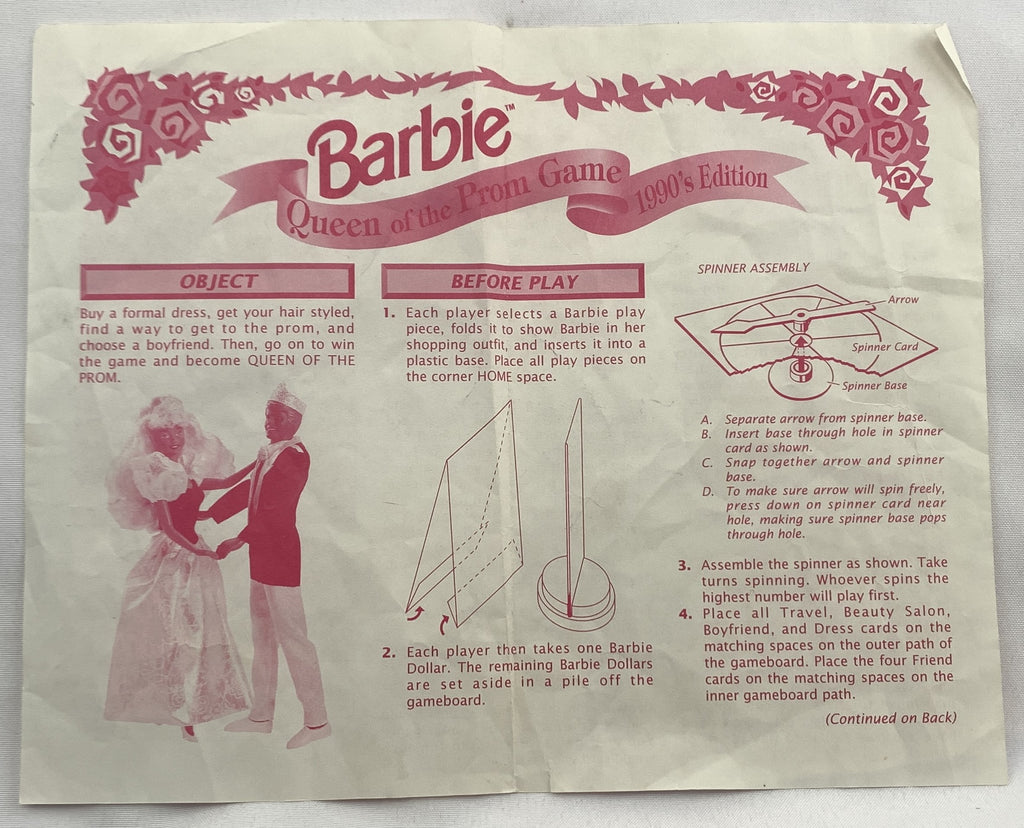 Barbie™
Queen of the Prom Game
1990's Edition
OBJECT
Buy a formal dress, get your hair styled,
find a way to get to the prom, and
choose a boyfriend. Then, go on to win
the game and become QUEEN OF THE
PROM.
BEFORE PLAY
1. Each player selects a Barbie play
piece, folds it to show Barbie in her
shopping outfit, and inserts it into a
plastic base. Place all play pieces on
the corner HOME space.
2. Each player then takes one Barbie
Dollar. The remaining Barbie Dollars
are set aside in a pile off the
gameboard.
SPINNER ASSEMBLY
Arrow
Spinner Card
Spinner Base
A. Separate arrow from spinner base.
B. Insert base through hole in spinner
card as shown.
C. Snap together arrow and spinner
base.
D. To make sure arrow will spin freely,
press down on spinner card near
hole, making sure spinner base pops
through hole.
3. Assemble the spinner as shown. Take
turns spinning. Whoever spins the
highest number will play first.
4. Place all Travel, Beauty Salon,
Boyfriend, and Dress cards on the
matching spaces on the outer path of
the gameboard. Place the four Friend
cards on the matching spaces on the
inner gameboard path.
(Continued on Back)